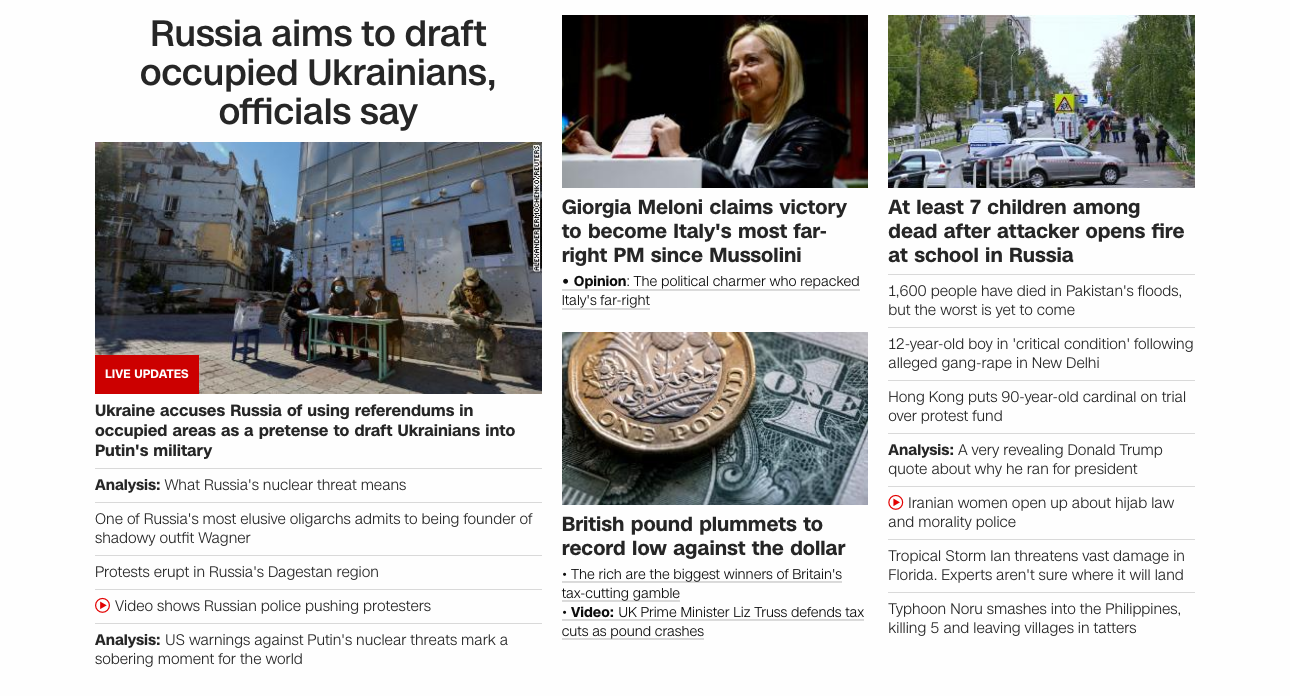 Russia aims to draft
occupied Ukrainians,
officials say
ALEXANDER ERMOCHENKO/REUTERS
LIVE UPDATES
Ukraine accuses Russia of using referendums in
occupied areas as a pretense to draft Ukrainians into
Putin's military
Analysis: What Russia's nuclear threat means
One of Russia's most elusive oligarchs admits to being founder of
shadowy outfit Wagner
Protests erupt in Russia's Dagestan region
Video shows Russian police pushing protesters
Analysis: US warnings against Putin's nuclear threats mark a
sobering moment for the world
Giorgia Meloni claims victory
to become Italy's most far-
right PM since Mussolini
• Opinion: The political charmer who repacked
Italy's far-right
ONE POUND
ONE
1
British pound plummets to
record low against the dollar
• The rich are the biggest winners of Britain's
tax-cutting gamble
• Video: UK Prime Minister Liz Truss defends tax
cuts as pound crashes
At least 7 children among
dead after attacker opens fire
at school in Russia
1,600 people have died in Pakistan's floods,
but the worst is yet to come
12-year-old boy in 'critical condition' following
alleged gang-rape in New Delhi
Hong Kong puts 90-year-old cardinal on trial
over protest fund
Analysis: A very revealing Donald Trump
quote about why he ran for president
Iranian women open up about hijab law
and morality police
Tropical Storm Ian threatens vast damage in
Florida. Experts aren't sure where it will land
Typhoon Noru smashes into the Philippines,
killing 5 and leaving villages in tatters